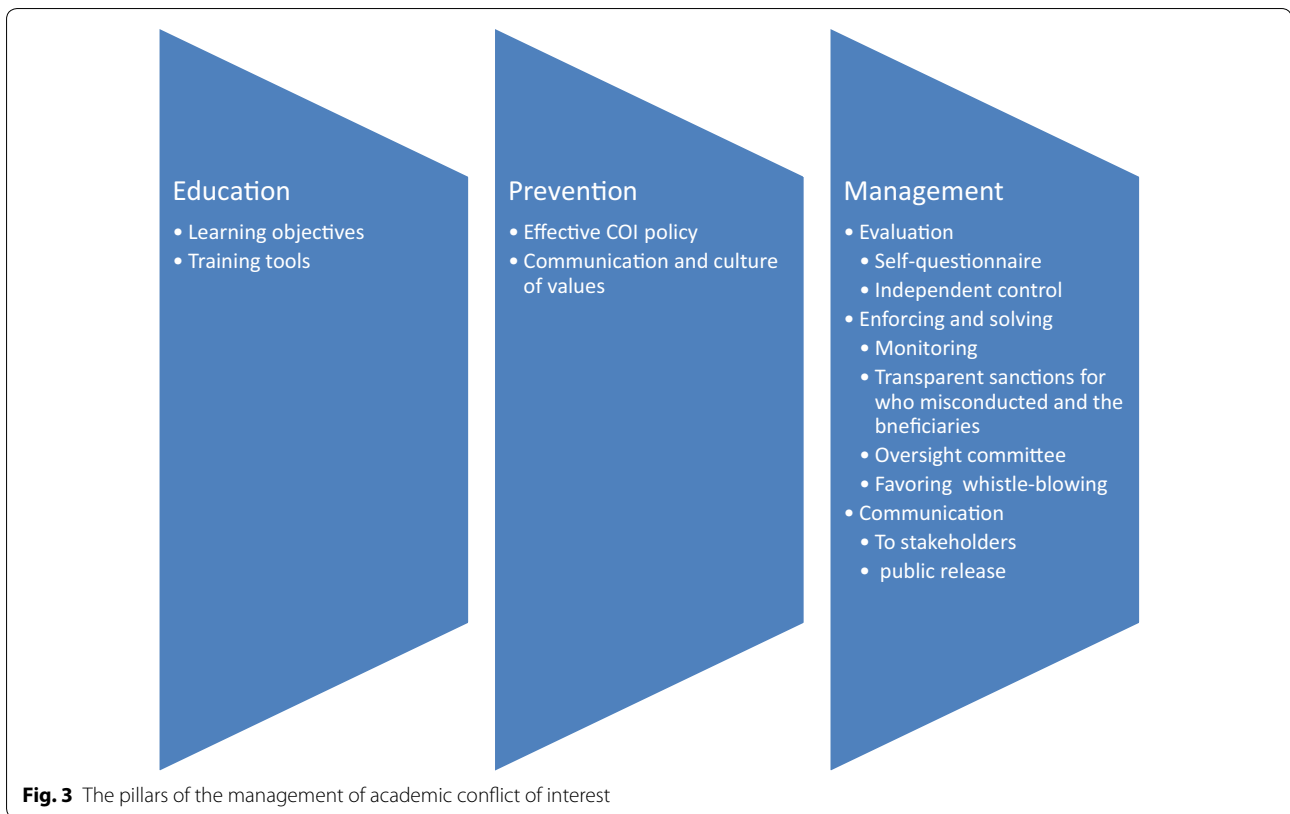 Education
• Learning objectives
• Training tools
Prevention
• Effective COI policy
• Communication and culture
of values
Management
• Evaluation
• Self-questionnaire
• Independent control
• Enforcing and solving
• Monitoring
• Transparent sanctions for
who misconducted and the
bneficiaries
• Oversight committee
• Favoring whistle-blowing
• Communication
• To stakeholders
• public release
Fig. 3 The pillars of the management of academic conflict of interest